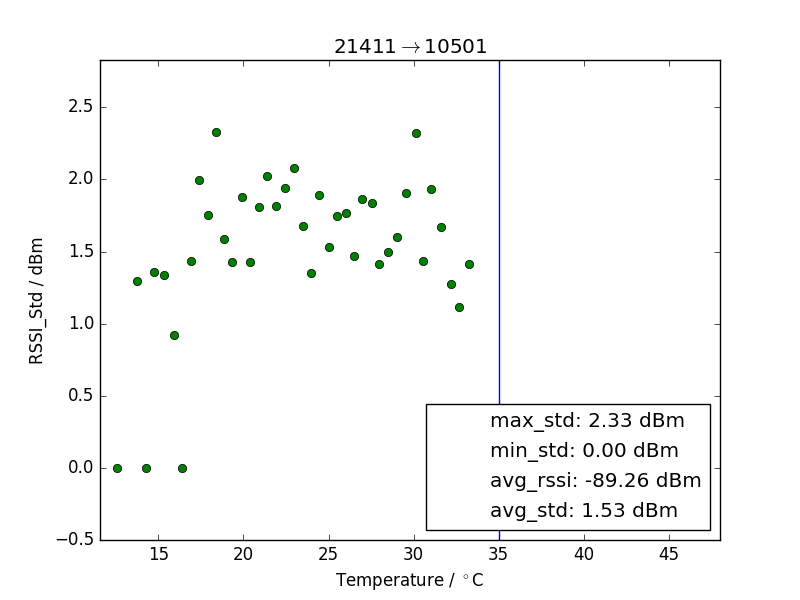 21411→10501
RSSI_Std / dBm
2.5
2.0
1.5
1.0
0.5
0.0
−0.5
max_std: 2.33 dBm
min_std: 0.00 dBm
avg_rssi: -89.26 dBm
avg_std: 1.53 dBm
15 20 25 30 35 40 45
Temperature / °C